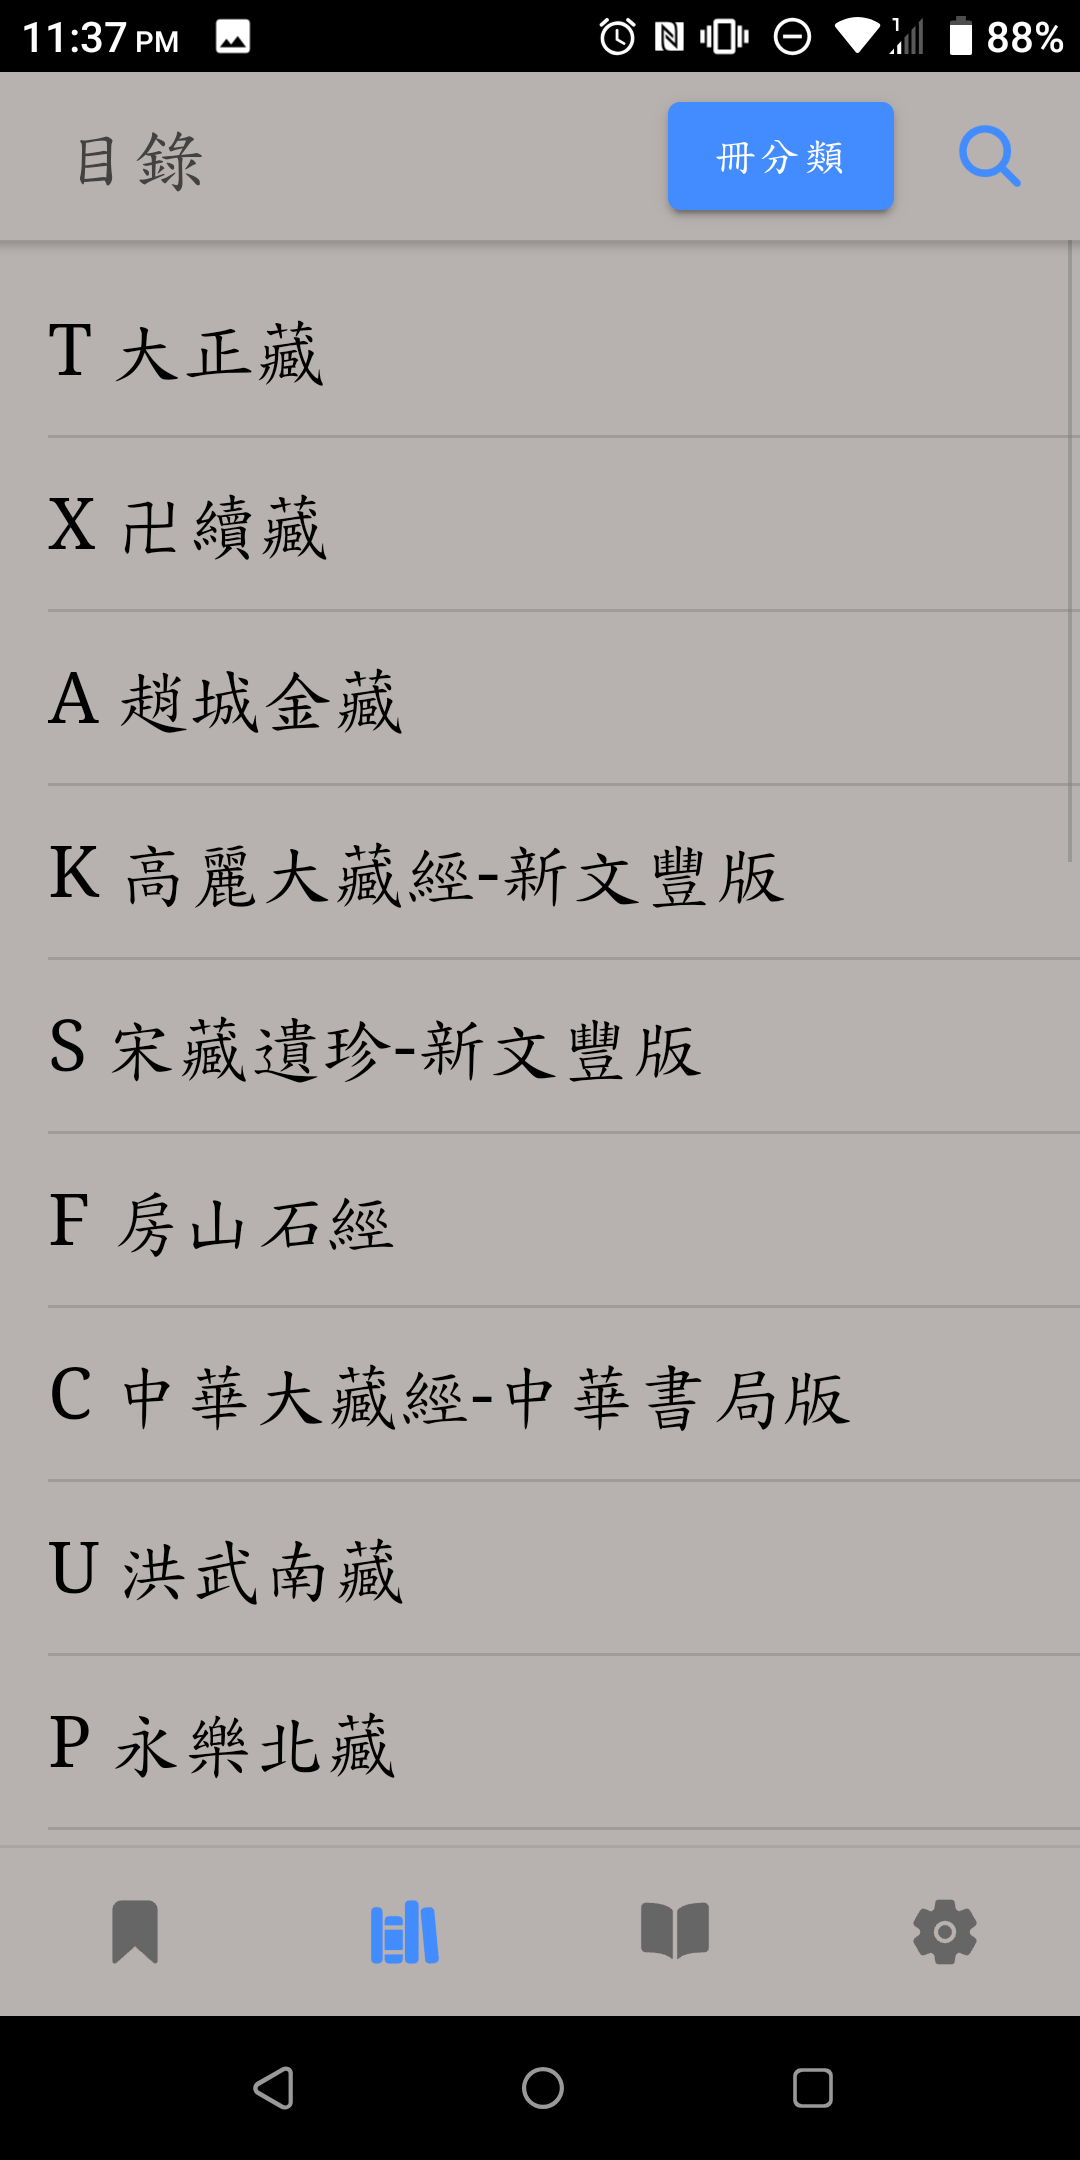 11:37 PM 1 88%
目錄 冊分類
T 大正藏
X 卍續藏
A 趙城金藏
K 高麗大藏經-新文豐版
S 宋藏遺珍-新文豐版
F 房山石經
C 中華大藏經-中華書局版
U 洪武南藏
P 永樂北藏